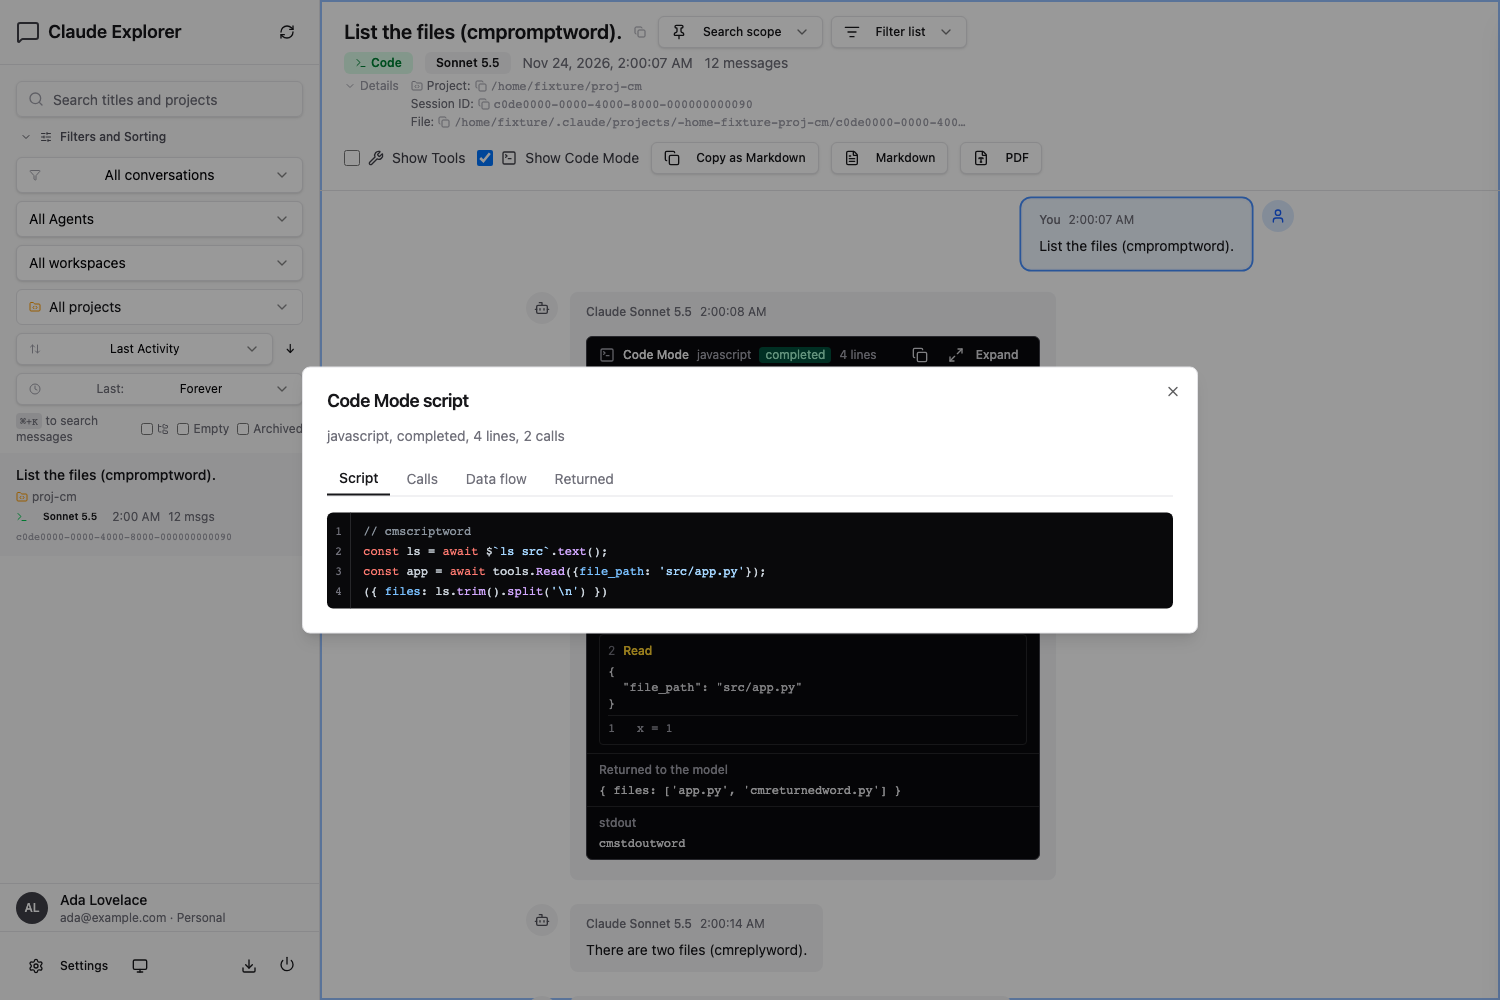 Claude Explorer
Search titles and projects
Filters and Sorting
All conversations
All Agents
All workspaces
All projects
Last Activity
Last: Forever
⌘+K to search messages
Empty
Archived
List the files (cmpromptword).
proj-cm
Sonnet 5.5 2:00 AM 12 msgs
c0de0000-0000-4000-8000-000000000090
AL
Ada Lovelace
ada@example.com · Personal
Settings
List the files (cmpromptword).
Search scope
Filter list
Code Sonnet 5.5 Nov 24, 2026, 2:00:07 AM 12 messages
Details Project: /home/fixture/proj-cm
Session ID: c0de0000-0000-4000-8000-000000000090
File: /home/fixture/.claude/projects/-home-fixture-proj-cm/c0de0000-0000-400…
Show Tools Show Code Mode Copy as Markdown Markdown PDF
You 2:00:07 AM
List the files (cmpromptword).
Claude Sonnet 5.5 2:00:08 AM
Code Mode javascript completed 4 lines Expand
Code Mode script
javascript, completed, 4 lines, 2 calls
Script Calls Data flow Returned
1 // cmscriptword
2 const ls = await $`ls src`.text();
3 const app = await tools.Read({file_path: 'src/app.py'});
4 ({ files: ls.trim().split('\n') })
2 Read
{
"file_path": "src/app.py"
}
1 x = 1
Returned to the model
{ files: ['app.py', 'cmreturnedword.py'] }
stdout
cmstdoutword
Claude Sonnet 5.5 2:00:14 AM
There are two files (cmreplyword).